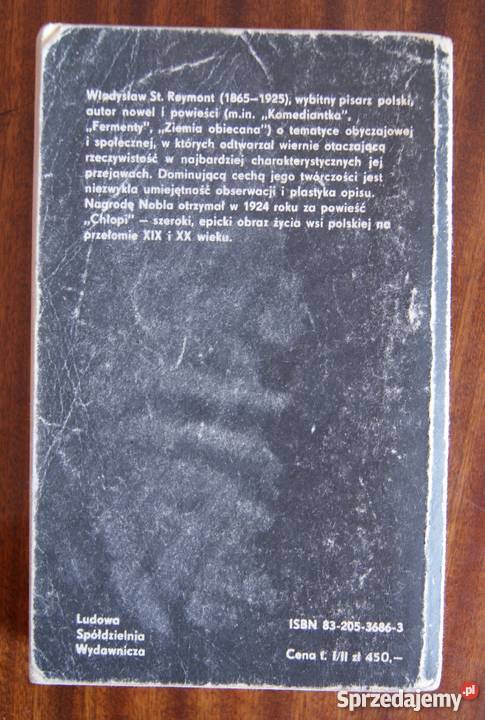 Władysław St. Reymont (1865—1925), wybitny pisarz polski,
autor nowel i powieści (m.in. „Komediantka”,
„Fermenty”, „Ziemia obiecana”) o tematyce obyczajowej
i społecznej, w których odtwarzał wiernie otaczającą
rzeczywistość w najbardziej charakterystycznych jej
przejawach. Dominującą cechą jego twórczości jest
niezwykła umiejętność obserwacji i plastyka opisu.
Nagrodę Nobla otrzymał w 1924 roku za powieść
„Chłopi” — szeroki, epicki obraz życia wsi polskiej na
przełomie XIX i XX wieku.
Ludowa
Spółdzielnia
Wydawnicza
ISBN 83-205-3686-3
Cena t. I/II zł 450,—
Sprzedajemy.pl